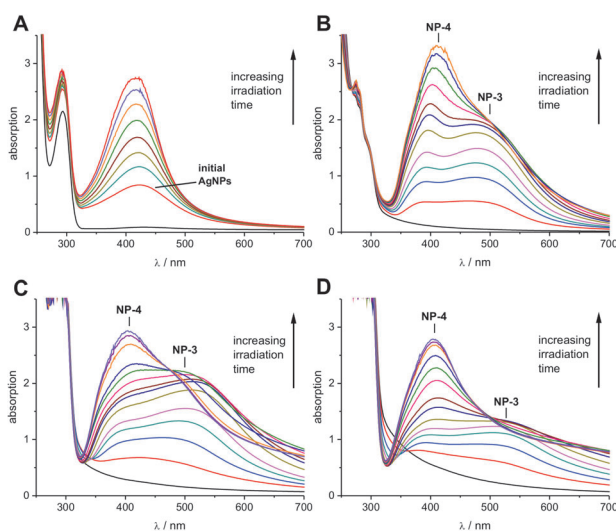 A
3
2
1
0
absorption
300 400 500 600 700
λ / nm
initial
AgNPs
increasing
irradiation
time
B
NP-4
NP-3
3
2
1
0
absorption
300 400 500 600 700
λ / nm
increasing
irradiation
time
C
NP-4
NP-3
3
2
1
0
absorption
300 400 500 600 700
λ / nm
increasing
irradiation
time
D
NP-4
NP-3
3
2
1
0
absorption
300 400 500 600 700
λ / nm
increasing
irradiation
time